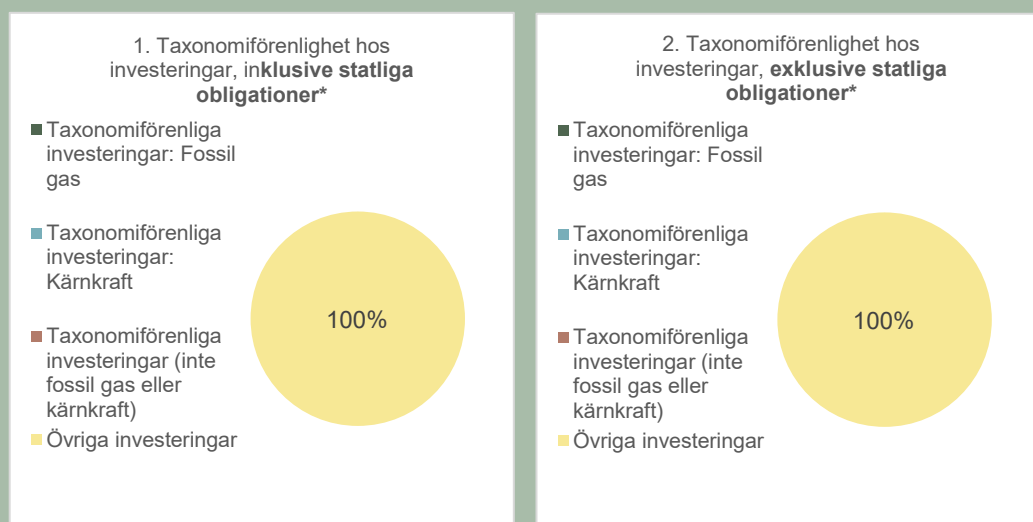 1. Taxonomiförenlighet hos
investeringar, inklusive statliga
obligationer*
Taxonomiförenliga
investeringar: Fossil
gas
Taxonomiförenliga
investeringar:
Kärnkraft
Taxonomiförenliga
investeringar (inte
fossil gas eller
kärnkraft)
Övriga investeringar
100%
2. Taxonomiförenlighet hos
investeringar, exklusive statliga
obligationer*
Taxonomiförenliga
investeringar: Fossil
gas
Taxonomiförenliga
investeringar:
Kärnkraft
Taxonomiförenliga
investeringar (inte
fossil gas eller
kärnkraft)
Övriga investeringar
100%